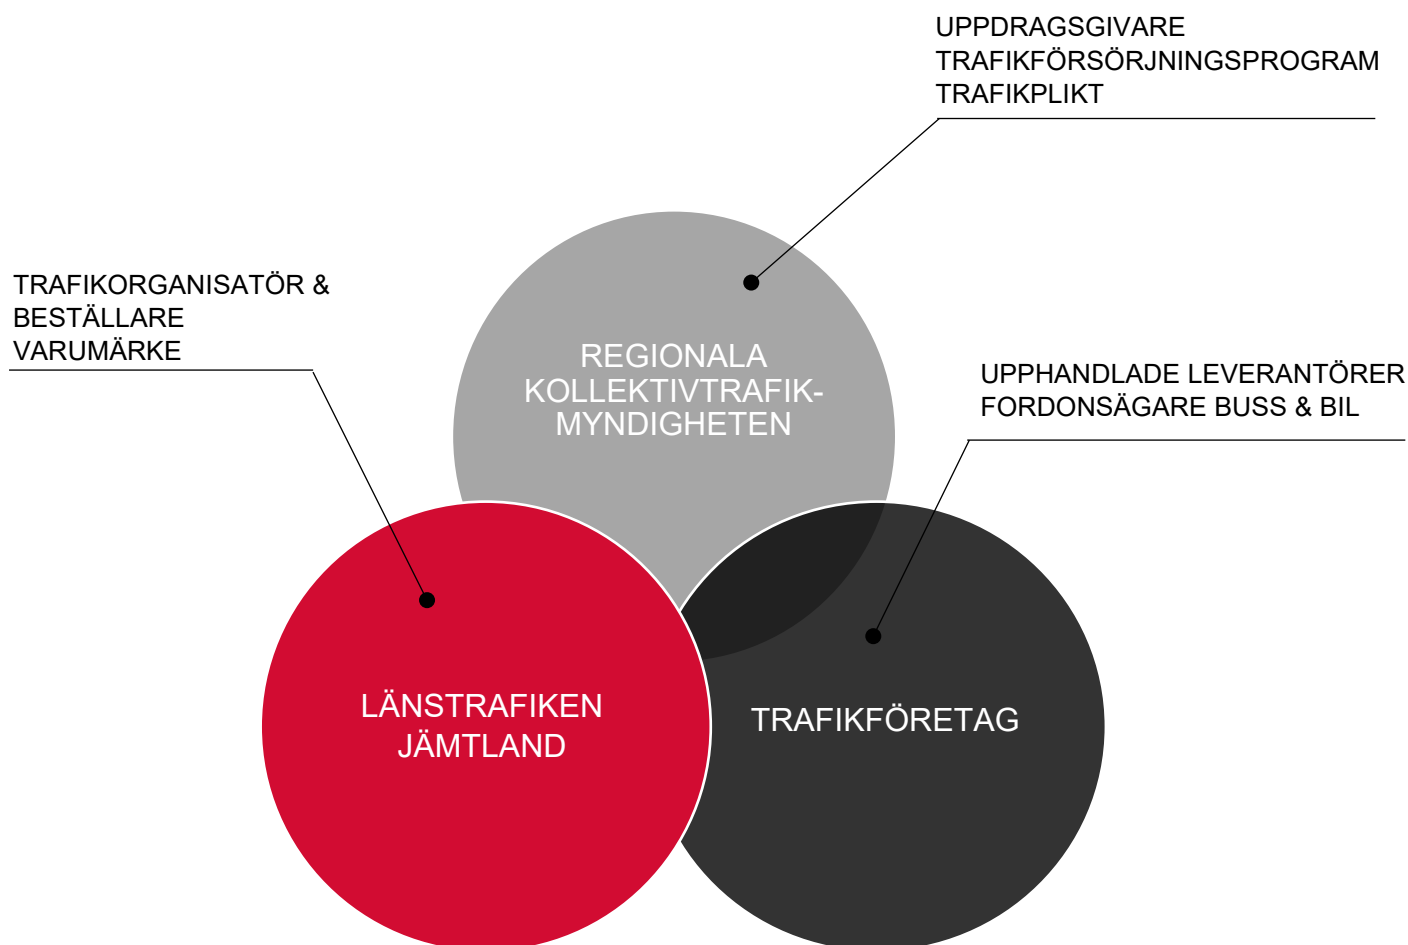 UPPDRAGSGIVARE
TRAFIKFÖRSÖRJNINGSPROGRAM
TRAFIKPLIKT
TRAFIKORGANISATÖR &
BESTÄLLARE
VARUMÄRKE
REGIONALA
KOLLEKTIVTRAFIK-
MYNDIGHETEN
UPPHANDLADE LEVERANTÖRER
FORDONSÄGARE BUSS & BIL
LÄNSTRAFIKEN
JÄMTLAND
TRAFIKFÖRETAG